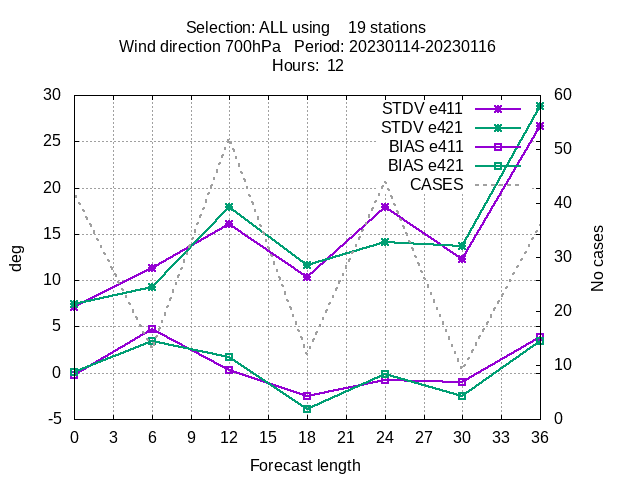 Selection: ALL using    19 stations
Wind direction 700hPa   Period: 20230114-20230116
Hours:  12
30
25
20
15
10
5
0
-5
deg
60
50
40
30
20
10
0
No cases
STDV e411
STDV e421
BIAS e411
BIAS e421
CASES
0 3 6 9 12 15 18 21 24 27 30 33 36
Forecast length